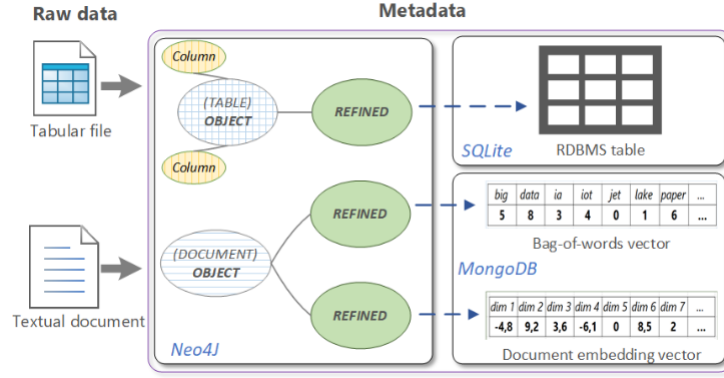 Raw data
Metadata
Tabular file
Column
(TABLE)
OBJECT
Column
REFINED
SQLite
RDBMS table
Textual document
(DOCUMENT)
OBJECT
REFINED
REFINED
Neo4J
big data ia iot jet lake paper ...
5 8 3 4 0 1 6 ...
Bag-of-words vector
MongoDB
dim 1 dim 2 dim 3 dim 4 dim 5 dim 6 dim 7 ...
-4,8 9,2 3,6 -6,1 0 8,5 2 ...
Document embedding vector